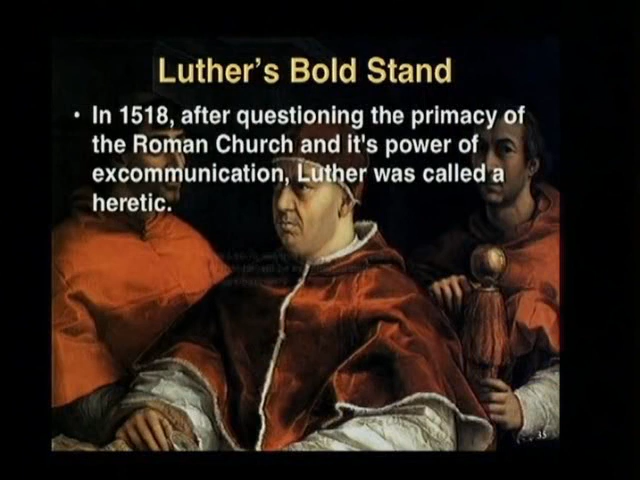 Luther's Bold Stand
• In 1518, after questioning the primacy of
the Roman Church and it's power of
excommunication, Luther was called a
heretic.
35